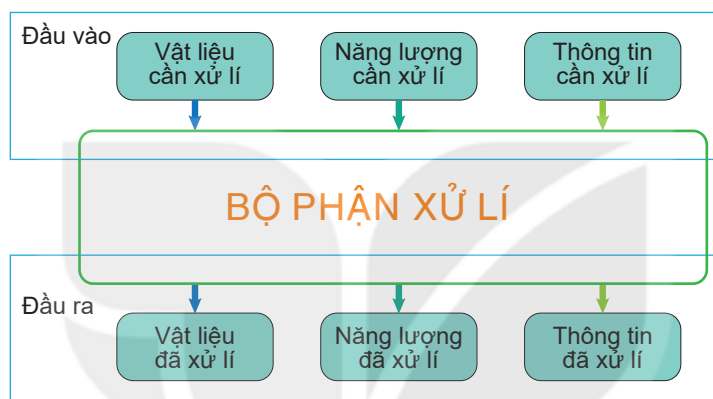 Đầu vào
Vật liệu
cần xử lí
Năng lượng
cần xử lí
Thông tin
cần xử lí
BỘ PHẬN XỬ LÍ
Đầu ra
Vật liệu
đã xử lí
Năng lượng
đã xử lí
Thông tin
đã xử lí